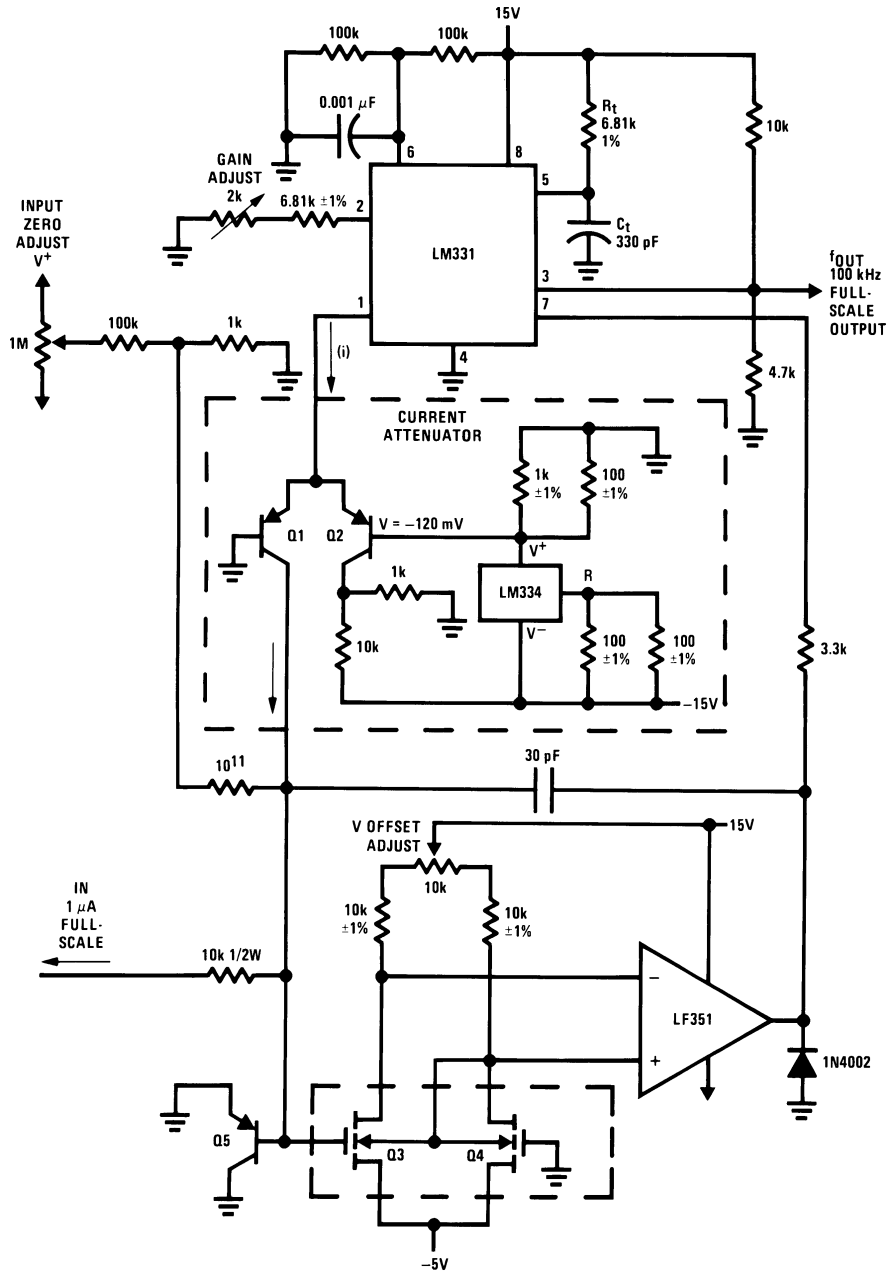 15V
100k
100k
0.001 µF
Rt
6.81k
1%
10k
6
8
5
GAIN
ADJUST
2k
6.81k ±1%
2
INPUT
ZERO
ADJUST
V+
LM331
Ct
330 pF
3
fOUT
100 kHz
FULL-
SCALE
OUTPUT
1
7
1M
100k
1k
(i)
4
4.7k
CURRENT
ATTENUATOR
1k
±1%
100
±1%
Q1
Q2
V = −120 mV
V+
1k
LM334
R
10k
V−
100
±1%
100
±1%
3.3k
−15V
10^11
30 pF
V OFFSET
ADJUST
15V
10k
IN
1 µA
FULL-
SCALE
10k
±1%
10k
±1%
10k 1/2W
−
LF351
+
1N4002
Q5
Q3
Q4
−5V